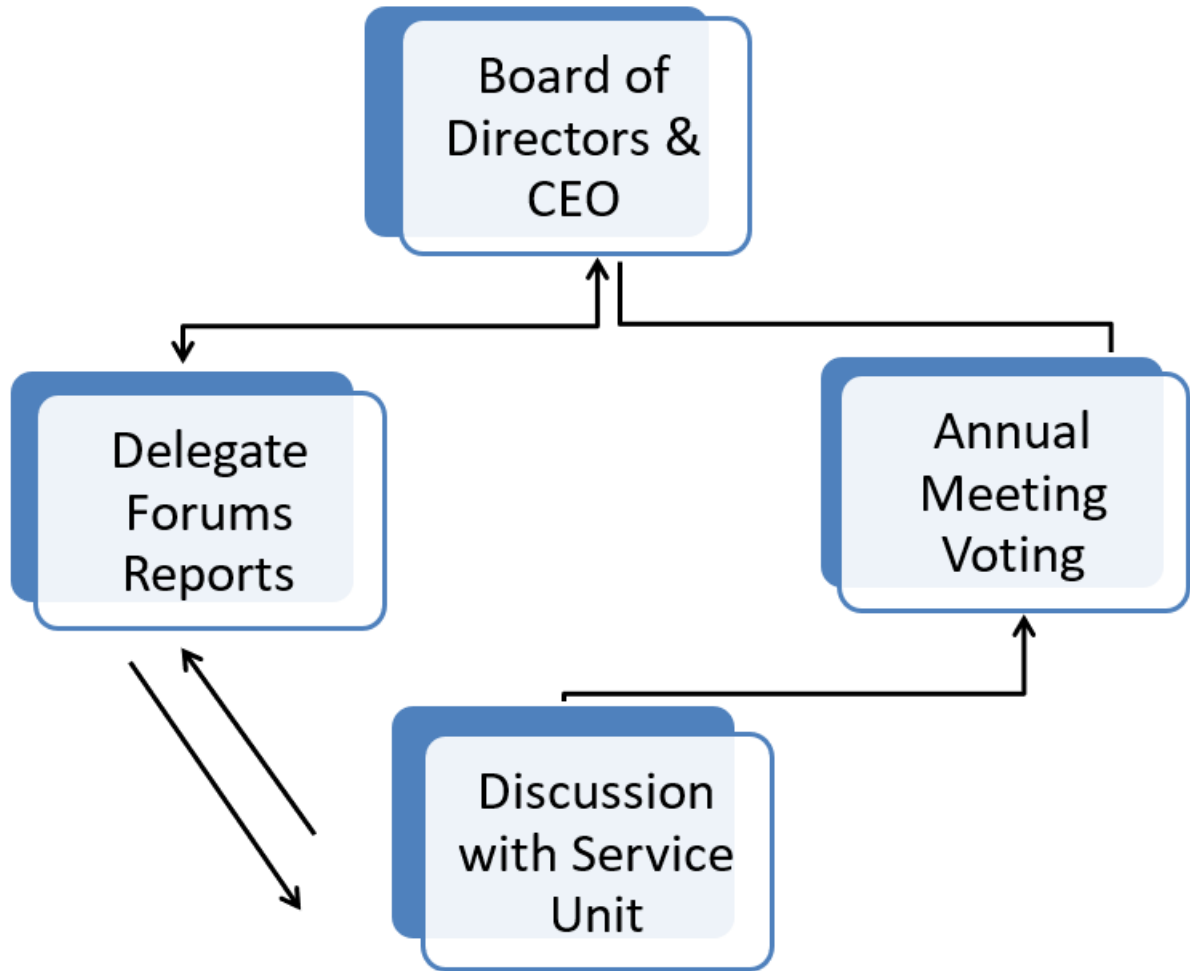 Board of
Directors &
CEO
Delegate
Forums
Reports
Annual
Meeting
Voting
Discussion
with Service
Unit